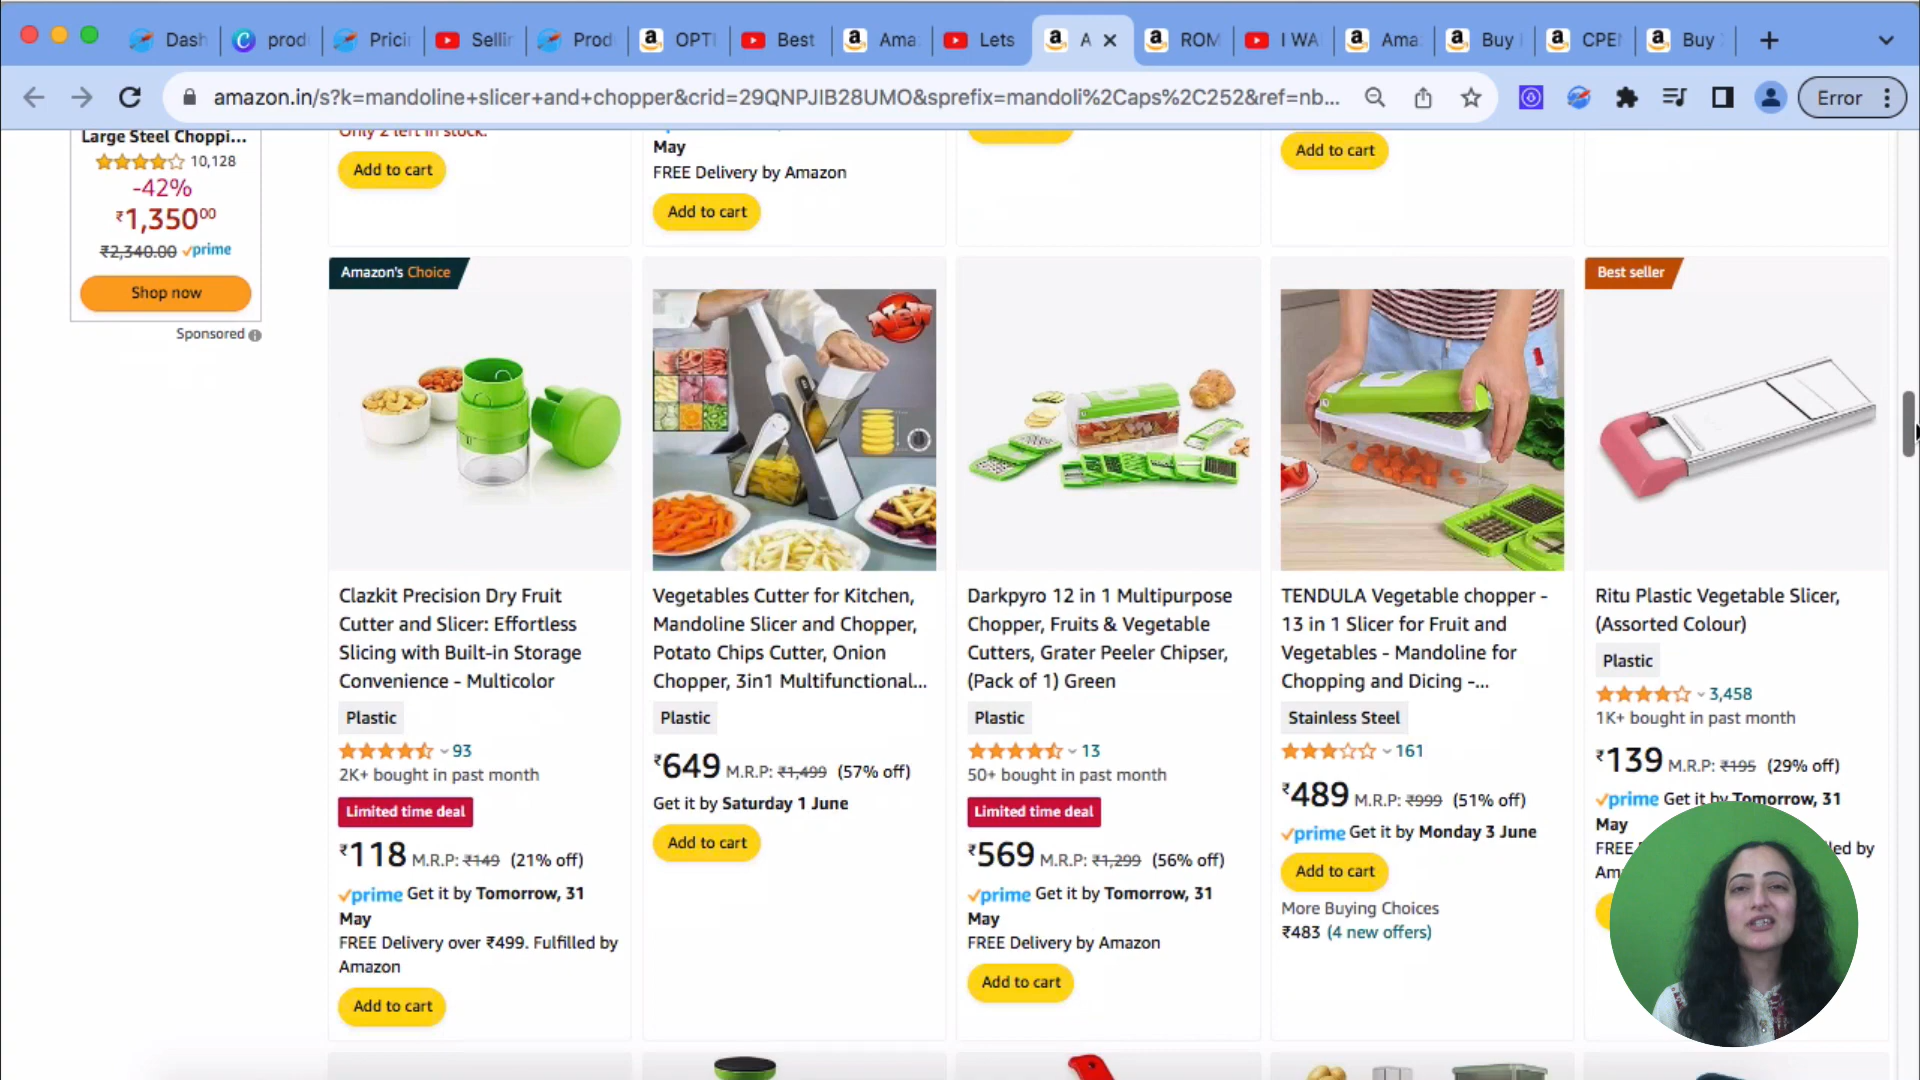 Dash
prod
Prici
Sellin
Prod
OPTI
Best
Ama
Lets
A
ROM
I WA
Ama
Buy
CPE
Buy
amazon.in/s?k=mandoline+slicer+and+chopper&crid=29QNPJIB28UMO&sprefix=mandoli%2Caps%2C252&ref=nb...
Error
Large Steel Choppi...
10,128
-42%
₹1,350⁰⁰
₹2,340.00 prime
Shop now
Sponsored
Only 2 left in stock.
Add to cart
May
FREE Delivery by Amazon
Add to cart
Add to cart
Amazon's Choice
Clazkit Precision Dry Fruit
Cutter and Slicer: Effortless
Slicing with Built-in Storage
Convenience - Multicolor
Plastic
93
2K+ bought in past month
Limited time deal
₹118 M.R.P: ₹149 (21% off)
prime Get it by Tomorrow, 31
May
FREE Delivery over ₹499. Fulfilled by
Amazon
Add to cart
New
Vegetables Cutter for Kitchen,
Mandoline Slicer and Chopper,
Potato Chips Cutter, Onion
Chopper, 3in1 Multifunctional...
Plastic
₹649 M.R.P: ₹1,499 (57% off)
Get it by Saturday 1 June
Add to cart
Darkpyro 12 in 1 Multipurpose
Chopper, Fruits & Vegetable
Cutters, Grater Peeler Chipser,
(Pack of 1) Green
Plastic
13
50+ bought in past month
Limited time deal
₹569 M.R.P: ₹1,299 (56% off)
prime Get it by Tomorrow, 31
May
FREE Delivery by Amazon
Add to cart
TENDULA Vegetable chopper -
13 in 1 Slicer for Fruit and
Vegetables - Mandoline for
Chopping and Dicing -...
Stainless Steel
161
₹489 M.R.P: ₹999 (51% off)
prime Get it by Monday 3 June
Add to cart
More Buying Choices
₹483 (4 new offers)
Best seller
Ritu Plastic Vegetable Slicer,
(Assorted Colour)
Plastic
3,458
1K+ bought in past month
₹139 M.R.P: ₹195 (29% off)
prime Get it by Tomorrow, 31
May
FREE
led by
Am